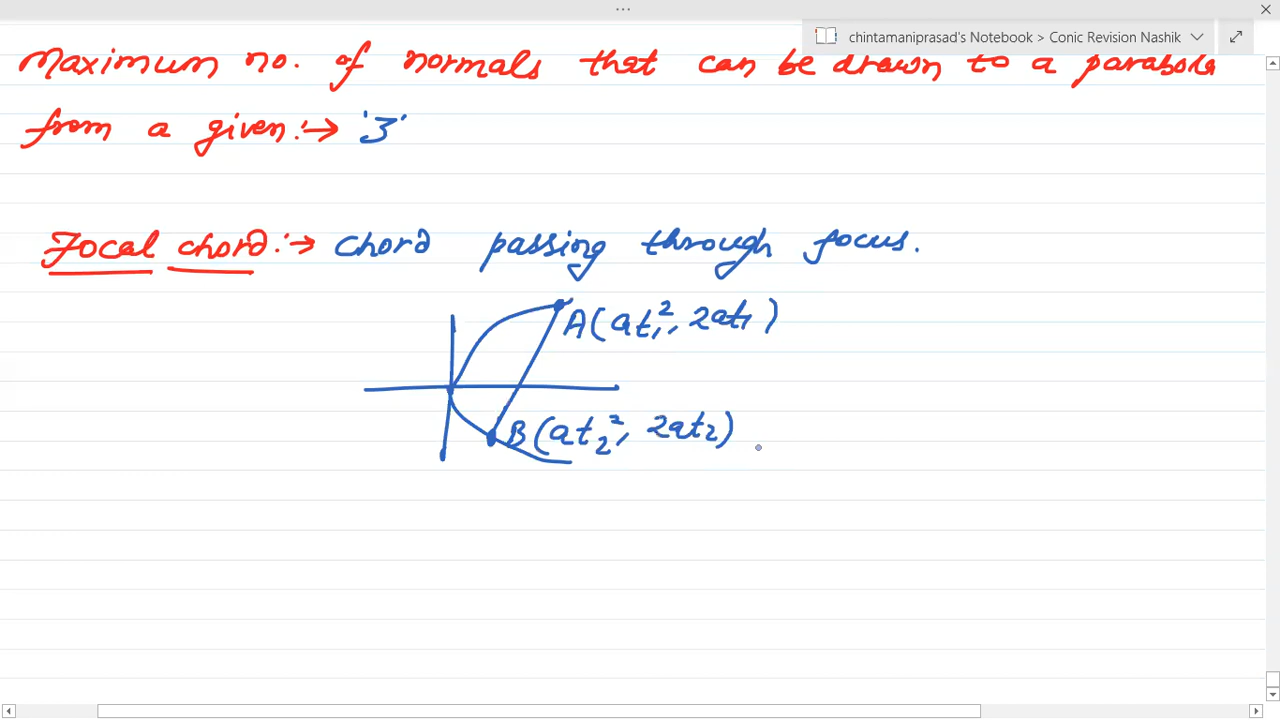 ...
chintamaniprasad's Notebook > Conic Revision Nashik
Maximum no. of normals that can be drawn to a parabola
from a given :→ '3'
Focal chord :→ chord passing through focus.
A(at₁², 2at₁)
B(at₂², 2at₂)